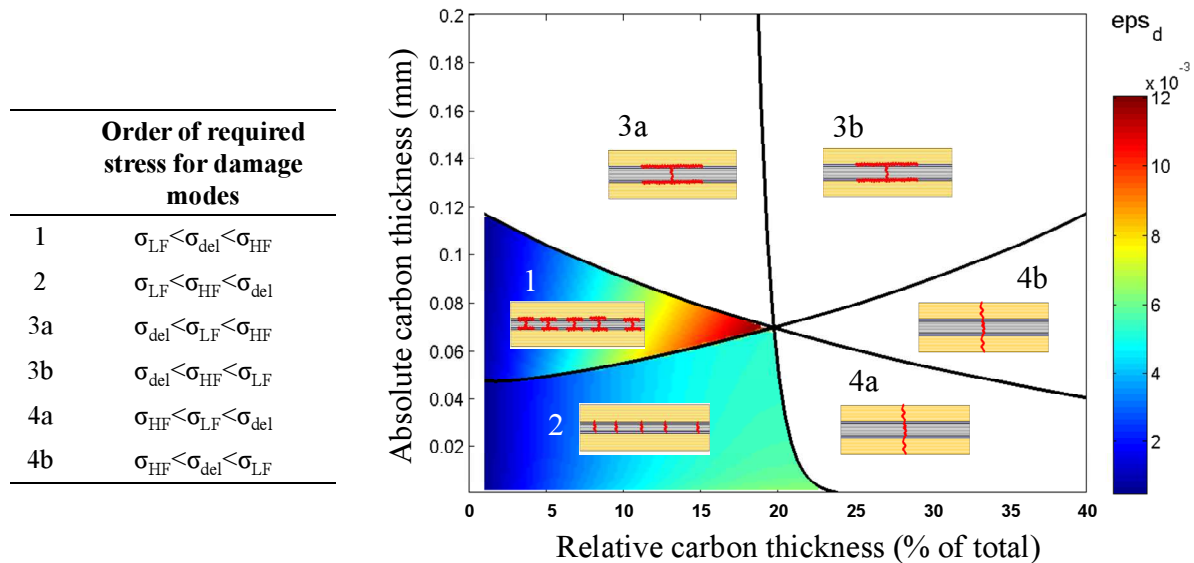 Order of required
stress for damage
modes
1 σLF<σdel<σHF
2 σLF<σHF<σdel
3a σdel<σLF<σHF
3b σdel<σHF<σLF
4a σHF<σLF<σdel
4b σHF<σdel<σLF
Absolute carbon thickness (mm)
0.2
0.18
0.16
0.14
0.12
0.1
0.08
0.06
0.04
0.02
3a
3b
1
4b
2
4a
0 5 10 15 20 25 30 35 40
Relative carbon thickness (% of total)
eps d
x 10 -3
12
10
8
6
4
2